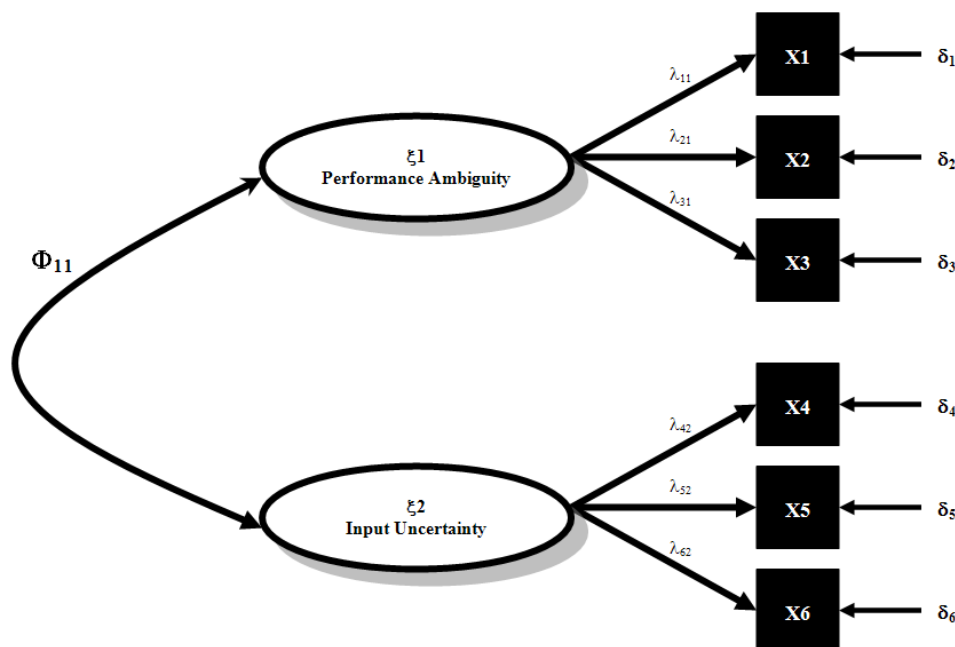 X1
δ1
λ11
ξ1
Performance Ambiguity
λ21
X2
δ2
λ31
X3
δ3
Φ11
X4
δ4
λ42
ξ2
Input Uncertainty
λ52
X5
δ5
λ62
X6
δ6